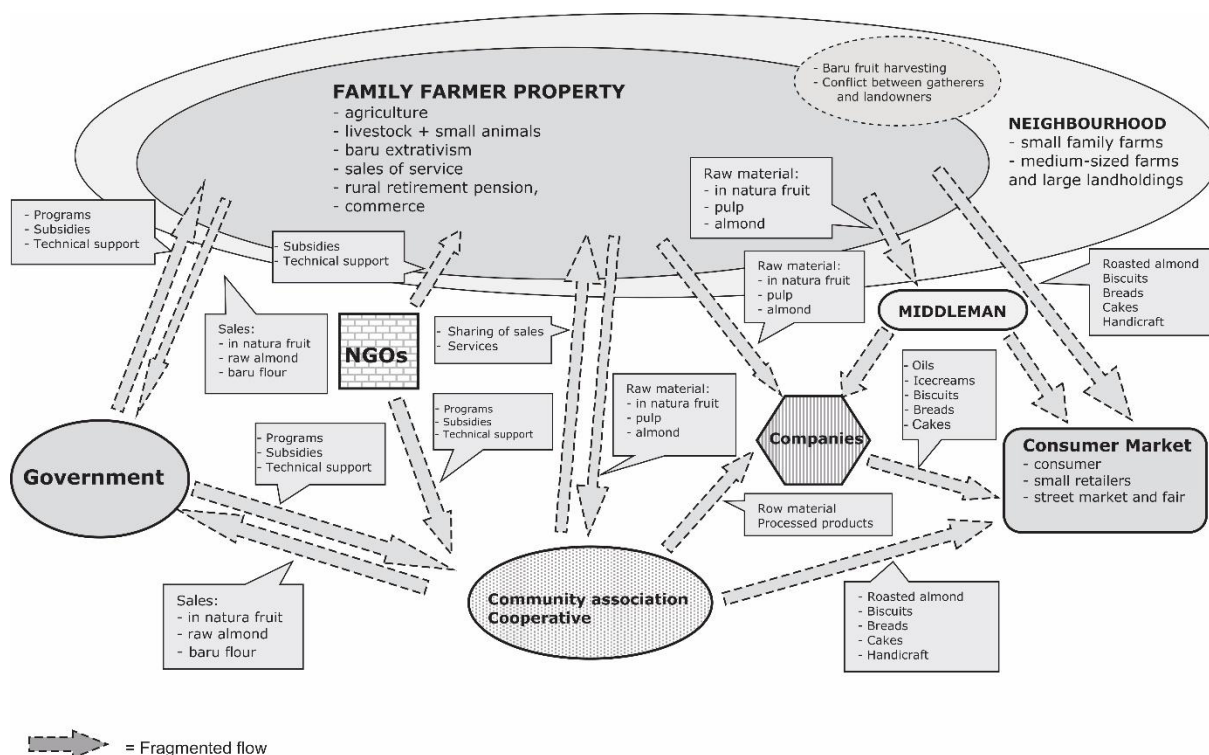 - Baru fruit harvesting
- Conflict between gatherers
and landowners
FAMILY FARMER PROPERTY
- agriculture
- livestock + small animals
- baru extrativism
- sales of service
- rural retirement pension,
- commerce
NEIGHBOURHOOD
- small family farms
- medium-sized farms
and large landholdings
Raw material:
- in natura fruit
- pulp
- almond
- Programs
- Subsidies
- Technical support
- Subsidies
- Technical support
Raw material:
- in natura fruit
- pulp
- almond
Roasted almond
Biscuits
Breads
Cakes
Handicraft
MIDDLEMAN
Sales:
- in natura fruit
- raw almond
- baru flour
NGOs
- Sharing of sales
- Services
- Oils
- Icecreams
- Biscuits
- Breads
- Cakes
Raw material:
- in natura fruit
- pulp
- almond
- Programs
- Subsidies
- Technical support
- Programs
- Subsidies
- Technical support
Companies
Consumer Market
- consumer
- small retailers
- street market and fair
Government
Row material
Processed products
Community association
Cooperative
Sales:
- in natura fruit
- raw almond
- baru flour
- Roasted almond
- Biscuits
- Breads
- Cakes
- Handicraft
= Fragmented flow